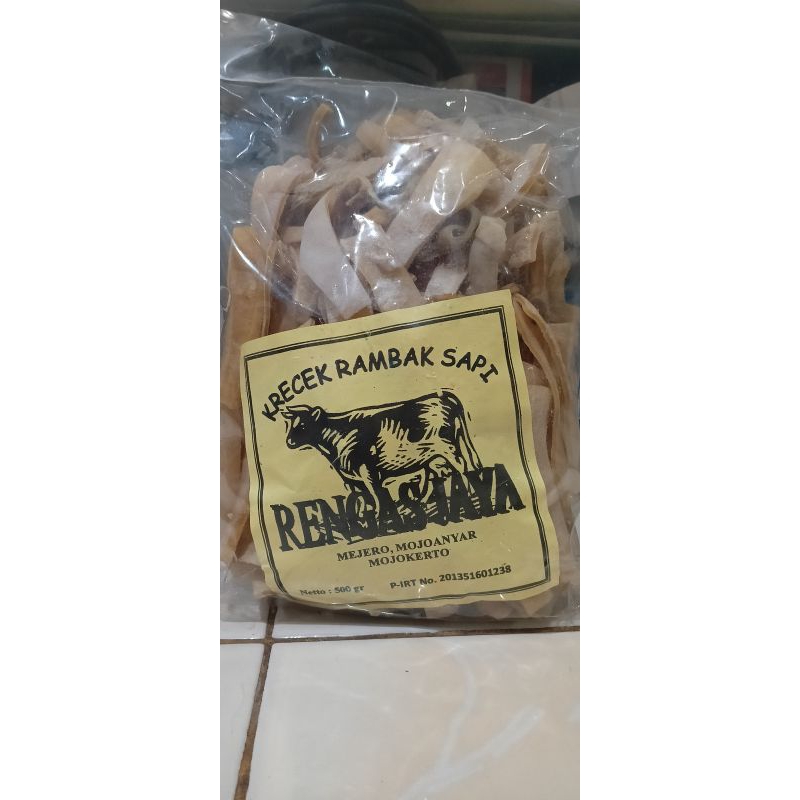 KRECEK RAMBAK SAPI
RENGAS JAYA
MEJERO, MOJOANYAR
MOJOKERTO
Netto : 500 gr P-IRT No. 201351601238